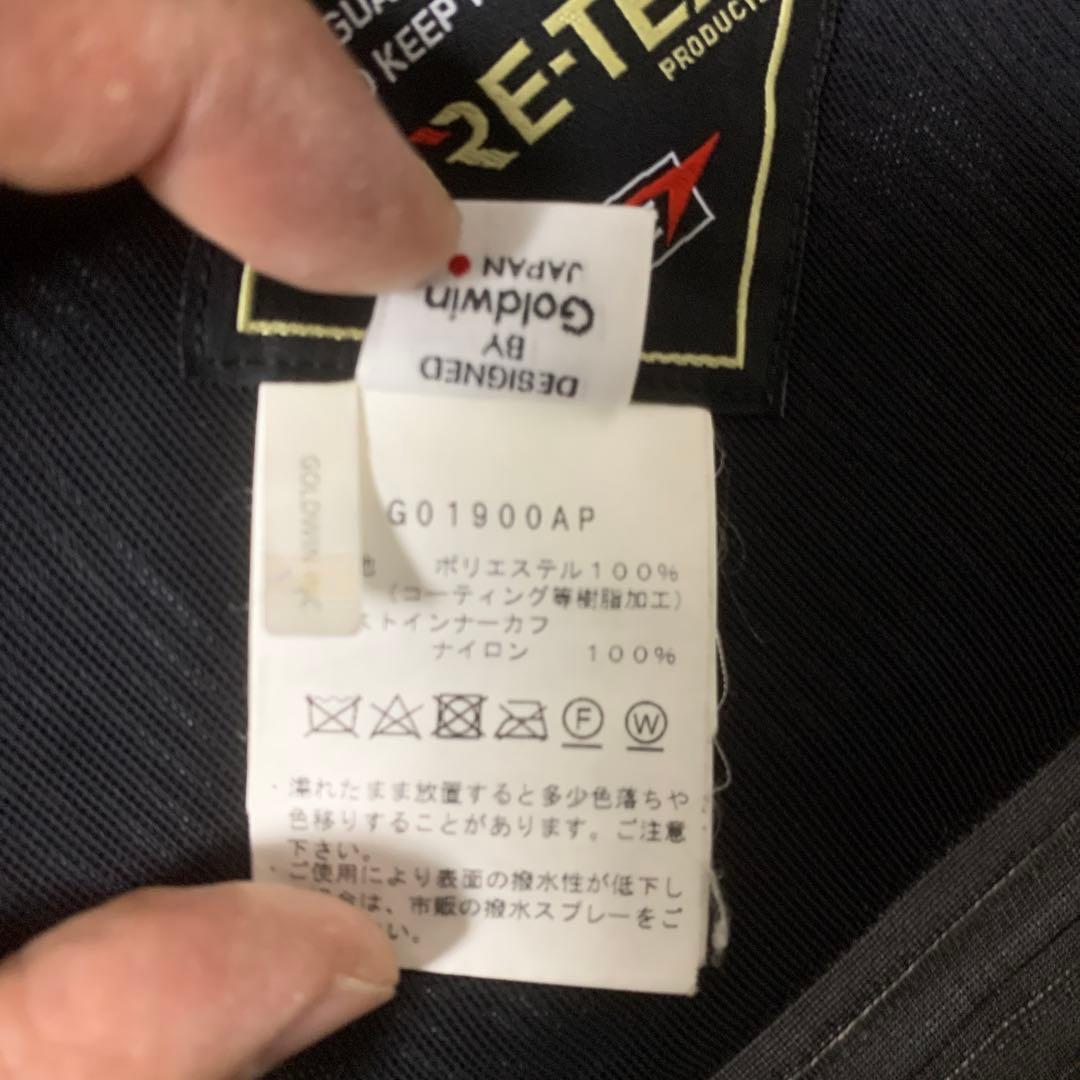 KEEP
RE-TEX
PRODUCTS
DESIGNED
BY
Goldwin
JAPAN
GOLDWIN
G01900AP
地 ポリエステル100%
(コーティング等樹脂加工)
ストインナーカフ
ナイロン 100%
F W
・濡れたまま放置すると多少色落ちや
色移りすることがあります。ご注意
下さい。
・ご使用により表面の撥水性が低下し
場合は、市販の撥水スプレーをご
い。